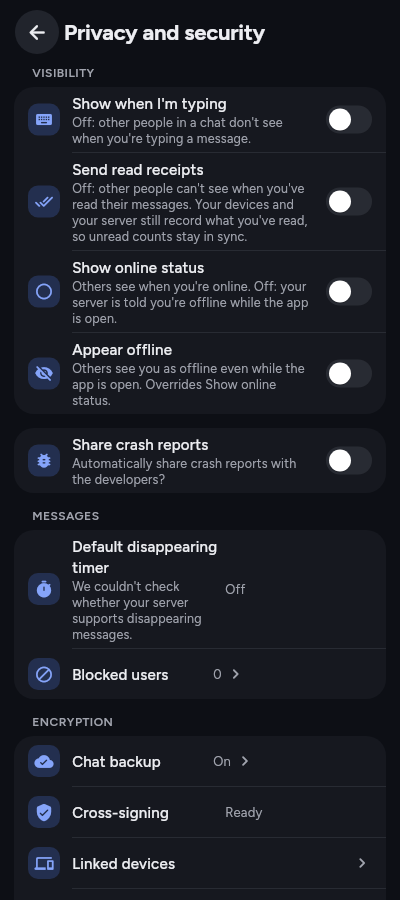 Privacy and security
VISIBILITY
Show when I'm typing
Off: other people in a chat don't see
when you're typing a message.
Send read receipts
Off: other people can't see when you've
read their messages. Your devices and
your server still record what you've read,
so unread counts stay in sync.
Show online status
Others see when you're online. Off: your
server is told you're offline while the app
is open.
Appear offline
Others see you as offline even while the
app is open. Overrides Show online
status.
Share crash reports
Automatically share crash reports with
the developers?
MESSAGES
Default disappearing
timer
We couldn't check
whether your server
supports disappearing
messages.
Off
Blocked users
0
ENCRYPTION
Chat backup
On
Cross-signing
Ready
Linked devices